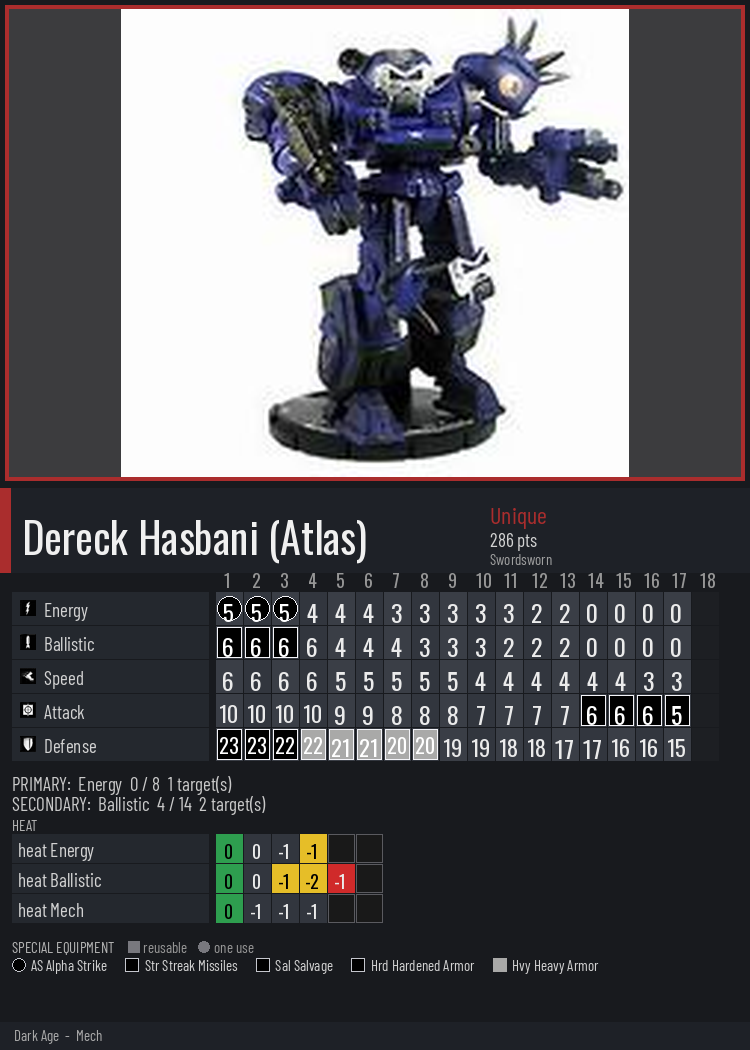 Dereck Hasbani (Atlas)
Unique
286 pts
Swordsworn
1 2 3 4 5 6 7 8 9 10 11 12 13 14 15 16 17 18
Energy 5 5 5 4 4 4 3 3 3 3 3 2 2 0 0 0 0
Ballistic 6 6 6 6 4 4 4 3 3 3 2 2 2 0 0 0 0
Speed 6 6 6 6 5 5 5 5 5 4 4 4 4 4 4 3 3
Attack 10 10 10 10 9 9 8 8 8 7 7 7 7 6 6 6 5
Defense 23 23 22 22 21 21 20 20 19 19 18 18 17 17 16 16 15
PRIMARY: Energy 0 / 8 1 target(s)
SECONDARY: Ballistic 4 / 14 2 target(s)
HEAT
heat Energy 0 0 -1 -1
heat Ballistic 0 0 -1 -2 -1
heat Mech 0 -1 -1 -1
SPECIAL EQUIPMENT reusable one use
AS Alpha Strike Str Streak Missiles Sal Salvage Hrd Hardened Armor Hvy Heavy Armor
Dark Age - Mech